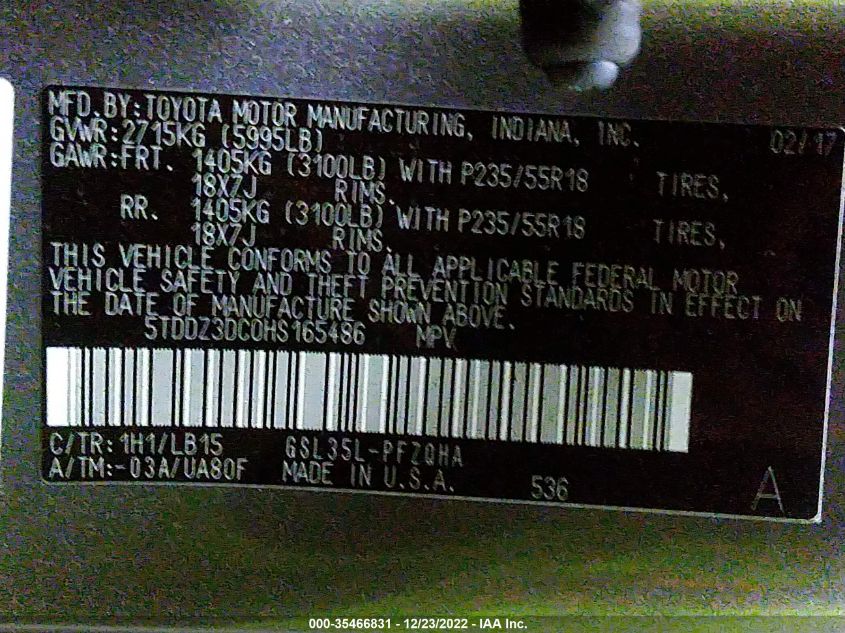 MFD. BY: TOYOTA MOTOR MANUFACTURING, INDIANA, INC. 02/17
GVWR: 2715KG (5995LB)
GAWR: FRT. 1405KG (3100LB) WITH P235/55R18 TIRES,
18X7J RIMS.
RR. 1405KG (3100LB) WITH P235/55R18 TIRES,
18X7J RIMS.
THIS VEHICLE CONFORMS TO ALL APPLICABLE FEDERAL MOTOR
VEHICLE SAFETY AND THEFT PREVENTION STANDARDS IN EFFECT ON
THE DATE OF MANUFACTURE SHOWN ABOVE.
5TDDZ3DC0HS165486 MPV
C/TR: 1H1/LB15 GSL35L-PFZQHA
A/TM: -03A/UA80F MADE IN U.S.A. 536 A
000-35466831 - 12/23/2022 - IAA Inc.